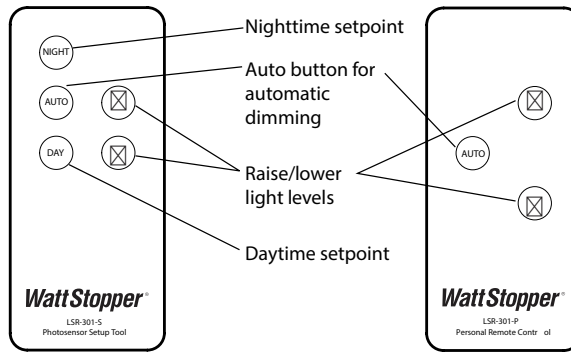 NIGHT
AUTO
DAY
WattStopper®
LSR-301-S
Photosensor Setup Tool
Nighttime setpoint
Auto button for
automatic
dimming
Raise/lower
light levels
Daytime setpoint
AUTO
WattStopper®
LSR-301-P
Personal Remote Contr ol